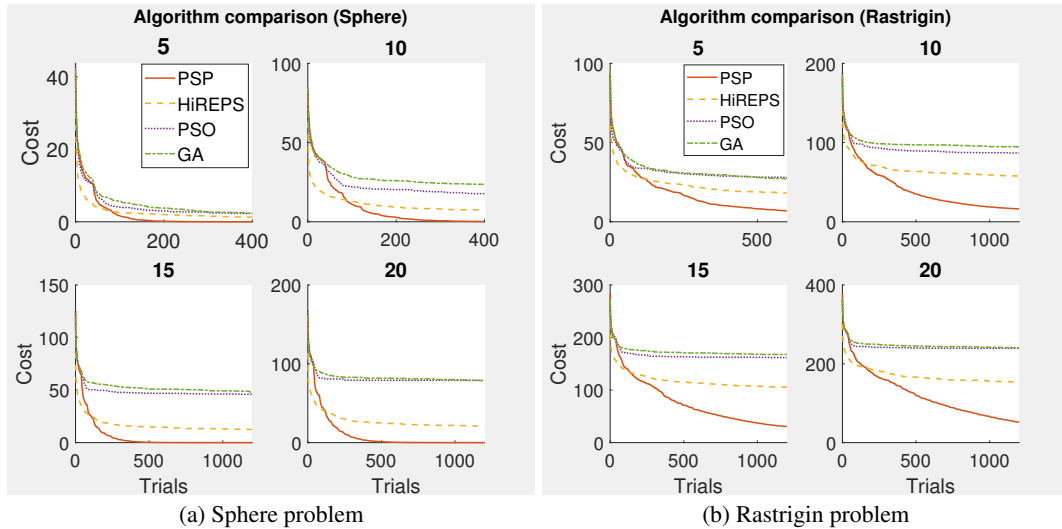 Algorithm comparison (Sphere)
5
10
40
20
0
Cost
0
200
400
PSP
HiREPS
PSO
GA
100
50
0
0
200
400
15
20
150
100
50
0
Cost
0
500
1000
Trials
200
100
0
0
500
1000
Trials
(a) Sphere problem
Algorithm comparison (Rastrigin)
5
10
100
50
0
Cost
0
500
PSP
HiREPS
PSO
GA
200
100
0
0
500
1000
15
20
300
200
100
0
Cost
0
500
1000
Trials
400
200
0
0
500
1000
Trials
(b) Rastrigin problem